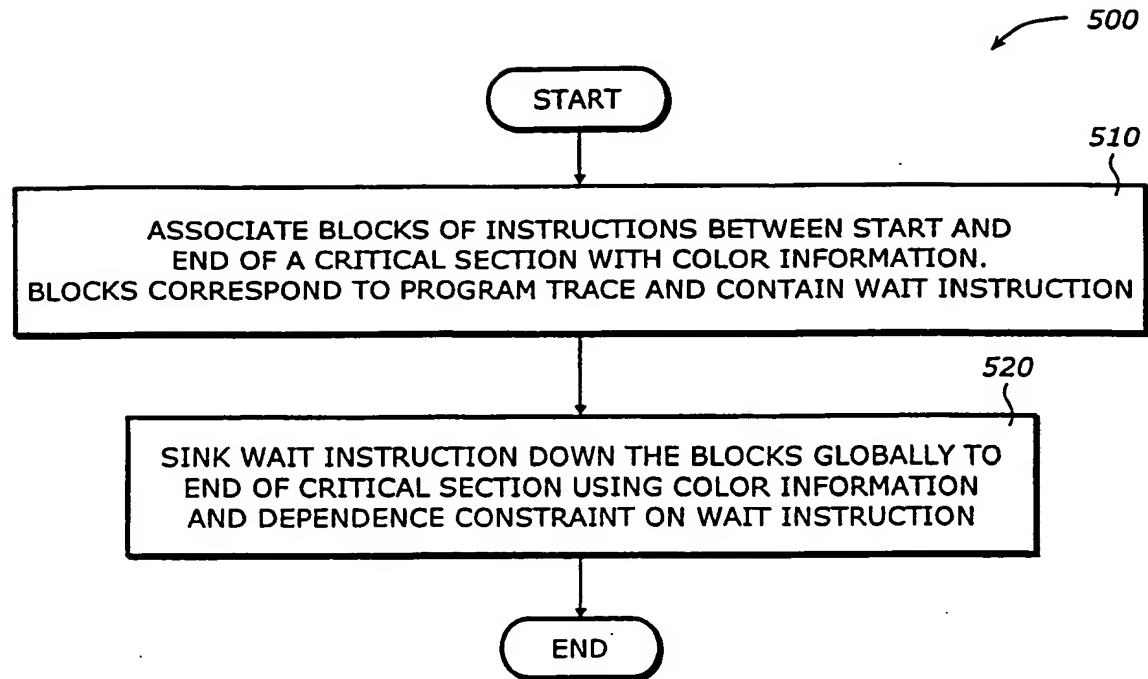 500
START
510
ASSOCIATE BLOCKS OF INSTRUCTIONS BETWEEN START AND
END OF A CRITICAL SECTION WITH COLOR INFORMATION.
BLOCKS CORRESPOND TO PROGRAM TRACE AND CONTAIN WAIT INSTRUCTION
520
SINK WAIT INSTRUCTION DOWN THE BLOCKS GLOBALLY TO
END OF CRITICAL SECTION USING COLOR INFORMATION
AND DEPENDENCE CONSTRAINT ON WAIT INSTRUCTION
END